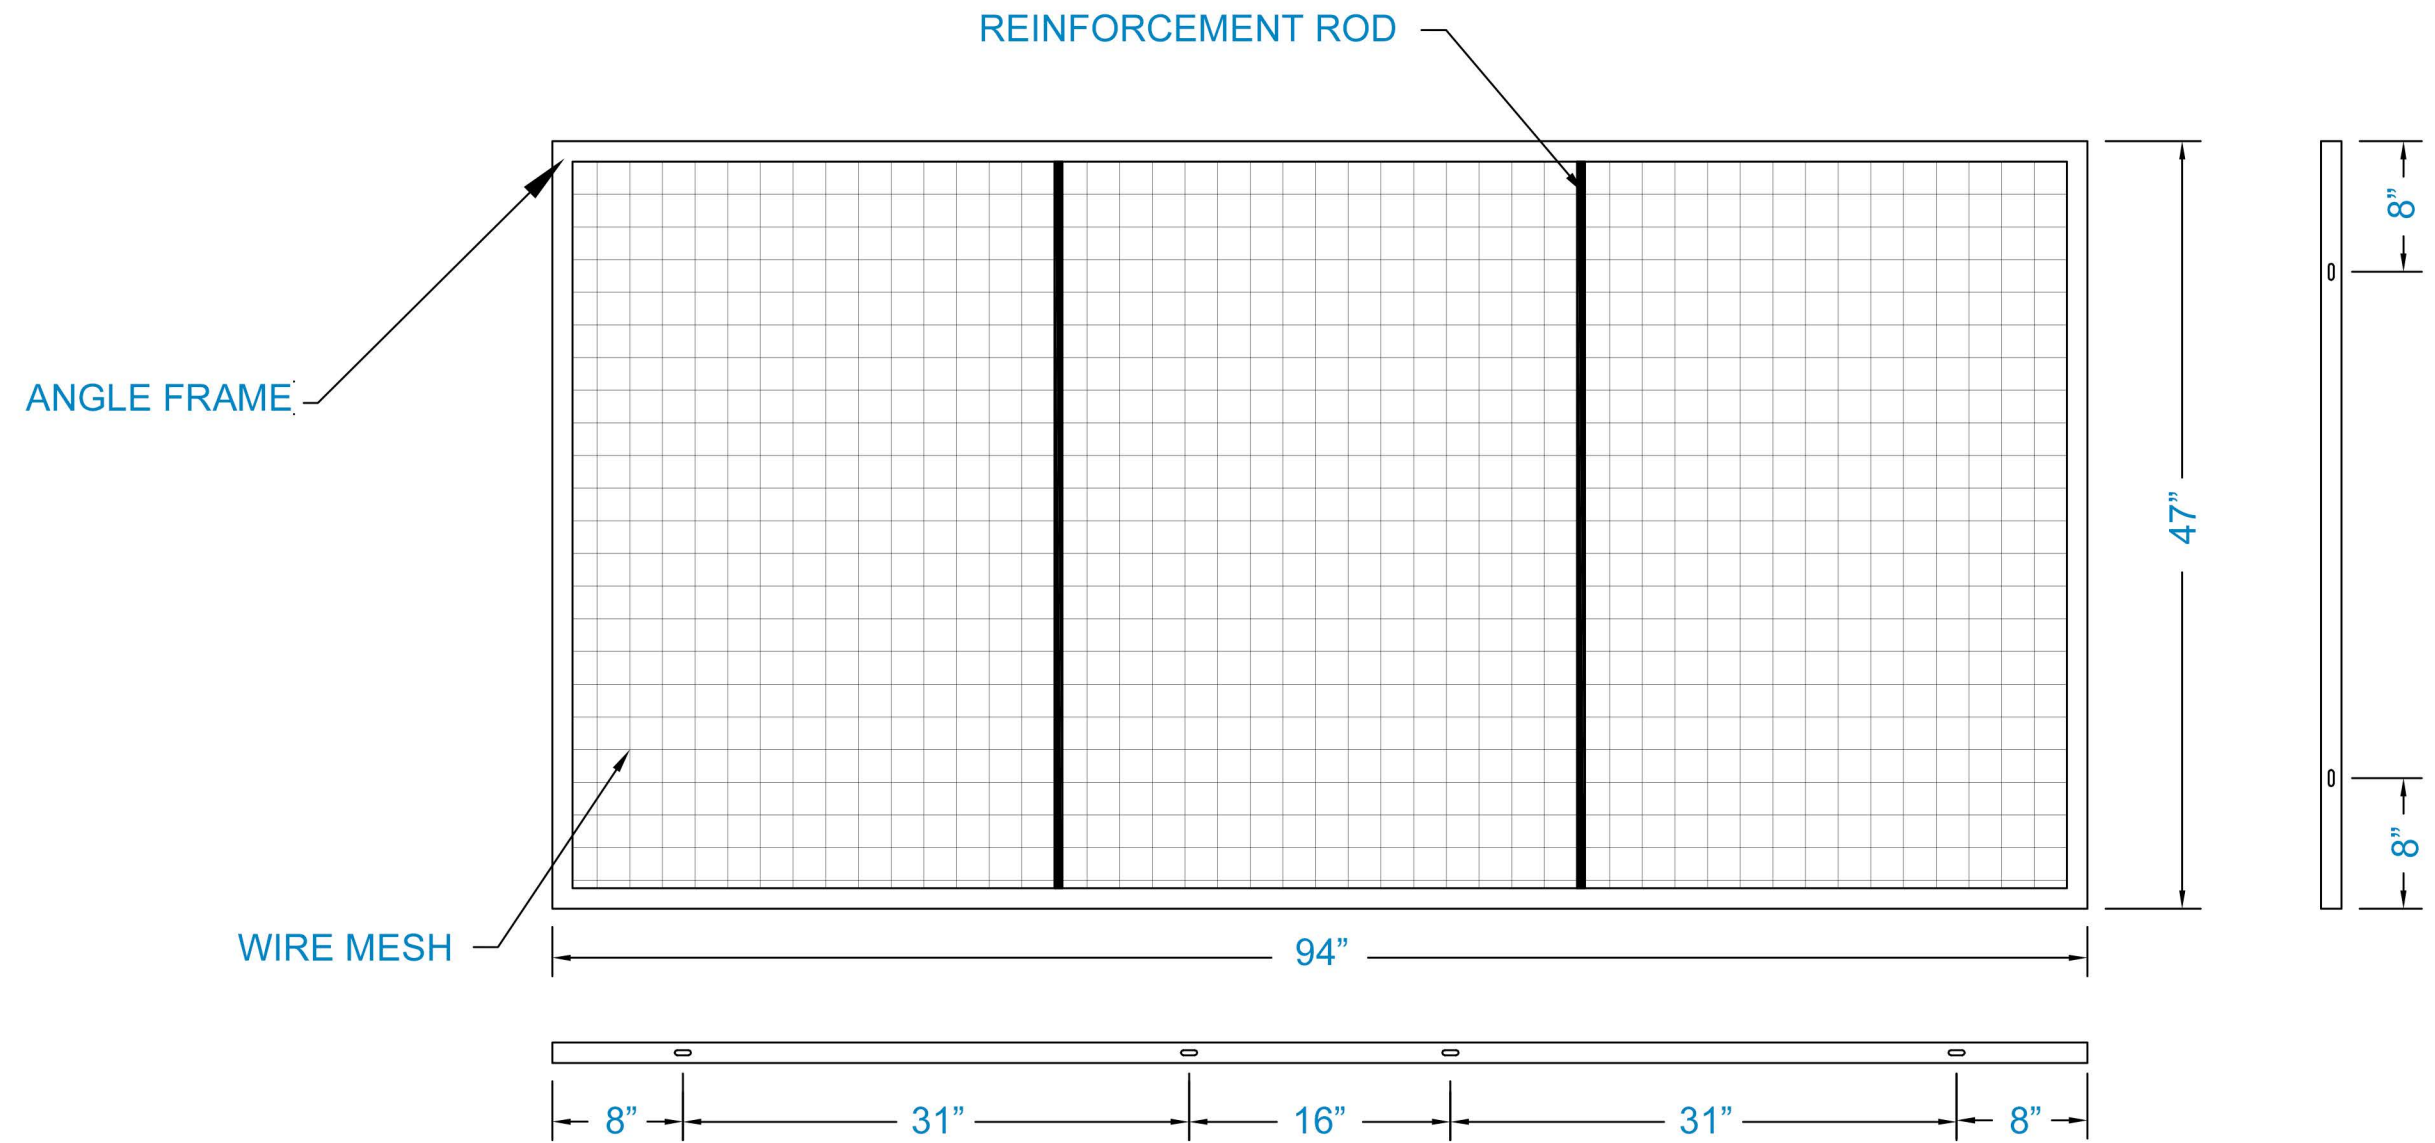 REINFORCEMENT ROD
8”
ANGLE FRAME
47”
8”
WIRE MESH
94”
8” 31” 16” 31” 8”